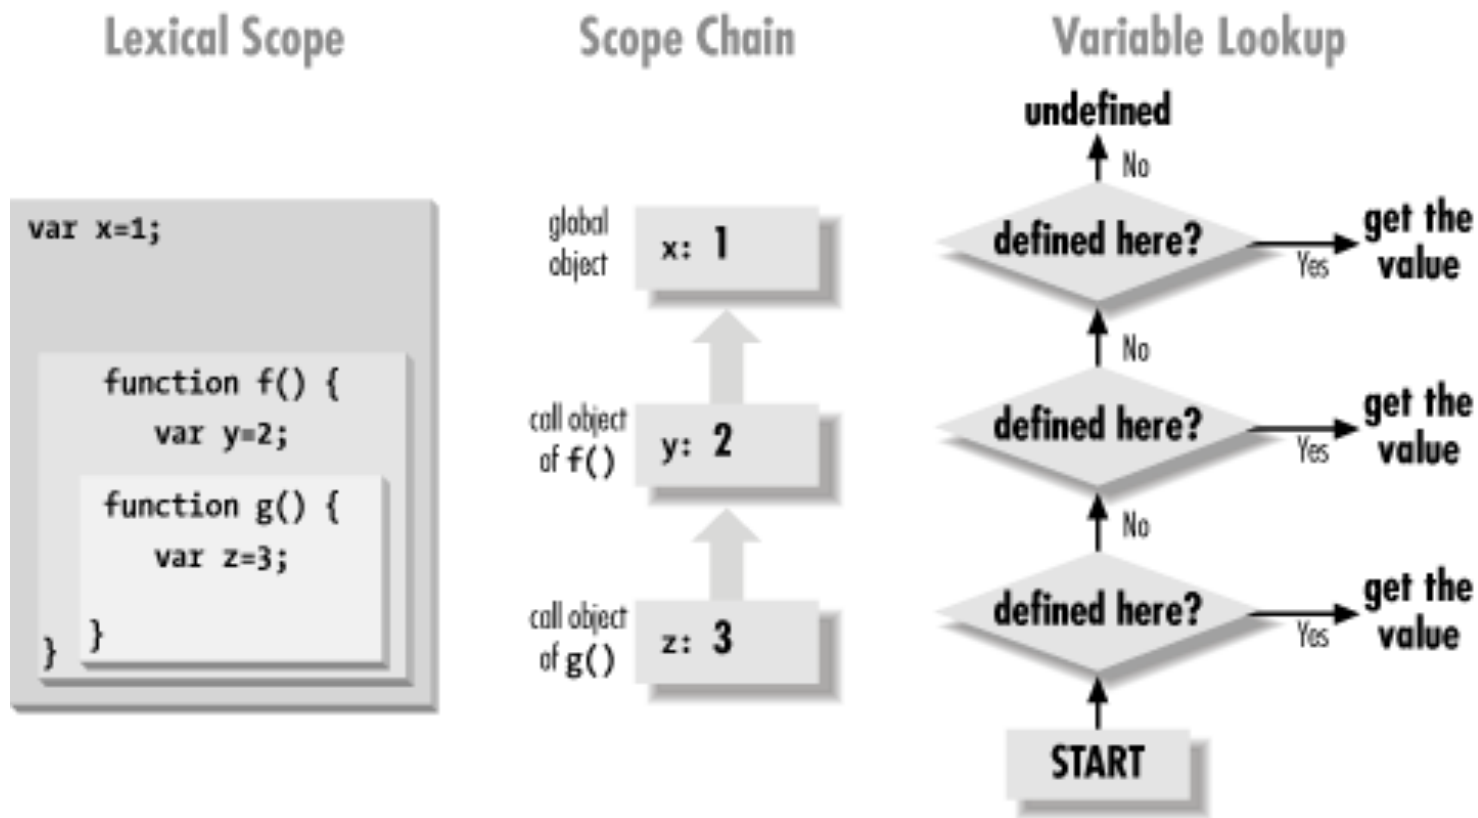 Lexical Scope
var x=1;
function f() {
var y=2;
function g() {
var z=3;
}
}
Scope Chain
global
object
x: 1
call object
of f()
y: 2
call object
of g()
z: 3
Variable Lookup
undefined
No
defined here?
Yes
get the
value
No
defined here?
Yes
get the
value
No
defined here?
Yes
get the
value
START